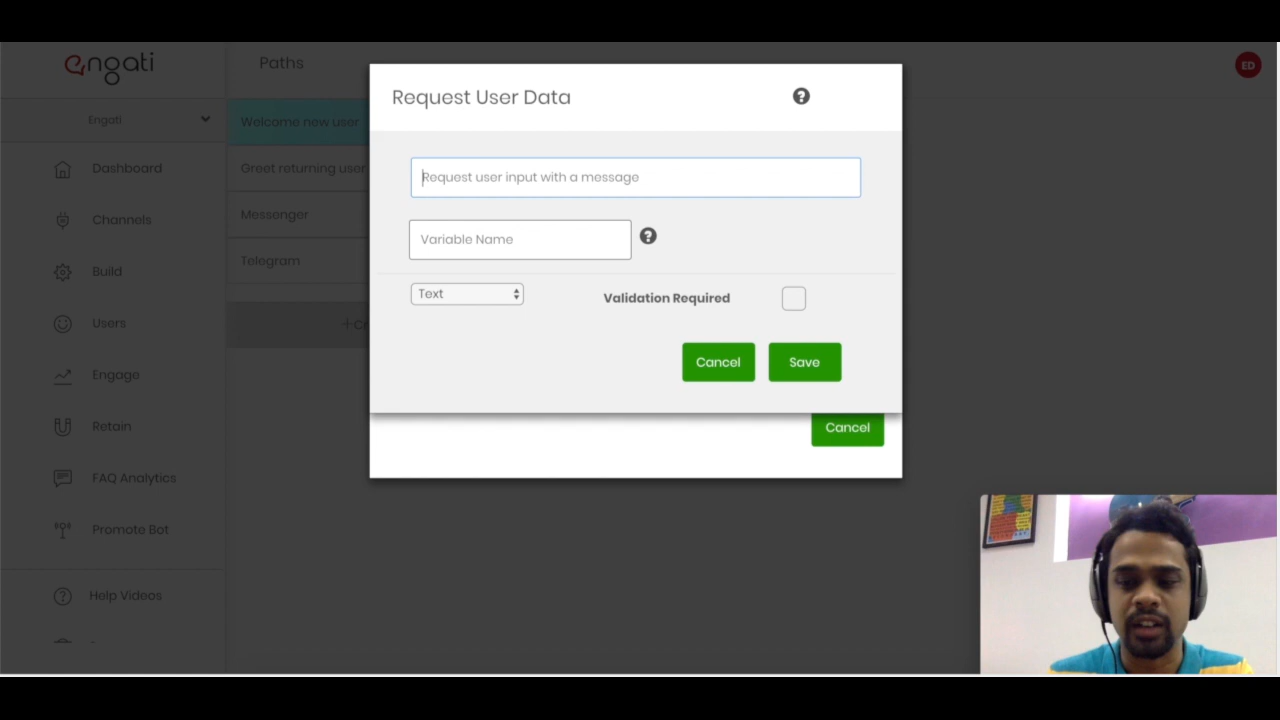 engati
Paths
ED
Engati
Welcome new user
Dashboard
Greet returning user
Channels
Messenger
Build
Telegram
Users
Engage
Retain
FAQ Analytics
Promote Bot
Help Videos
Request User Data
?
Request user input with a message
Variable Name
?
Text
Validation Required
Cancel
Save
Cancel